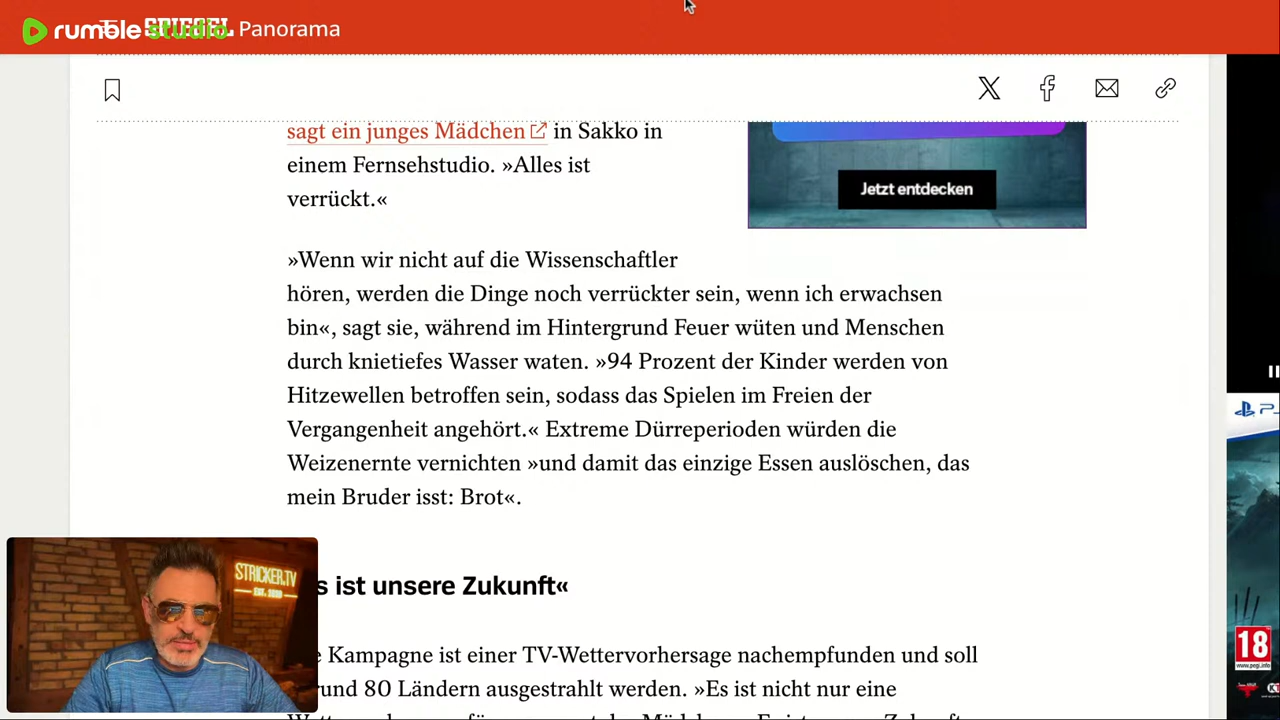 rumble studio
SPIEGEL Panorama
sagt ein junges Mädchen in Sakko in
einem Fernsehstudio. »Alles ist
verrückt.«
Jetzt entdecken
»Wenn wir nicht auf die Wissenschaftler
hören, werden die Dinge noch verrückter sein, wenn ich erwachsen
bin«, sagt sie, während im Hintergrund Feuer wüten und Menschen
durch knietiefes Wasser waten. »94 Prozent der Kinder werden von
Hitzewellen betroffen sein, sodass das Spielen im Freien der
Vergangenheit angehört.« Extreme Dürreperioden würden die
Weizenernte vernichten »und damit das einzige Essen auslöschen, das
mein Bruder isst: Brot«.
s ist unsere Zukunft«
e Kampagne ist einer TV-Wettervorhersage nachempfunden und soll
rund 80 Ländern ausgestrahlt werden. »Es ist nicht nur eine
STRICKER.TV
18
www.pegi.info